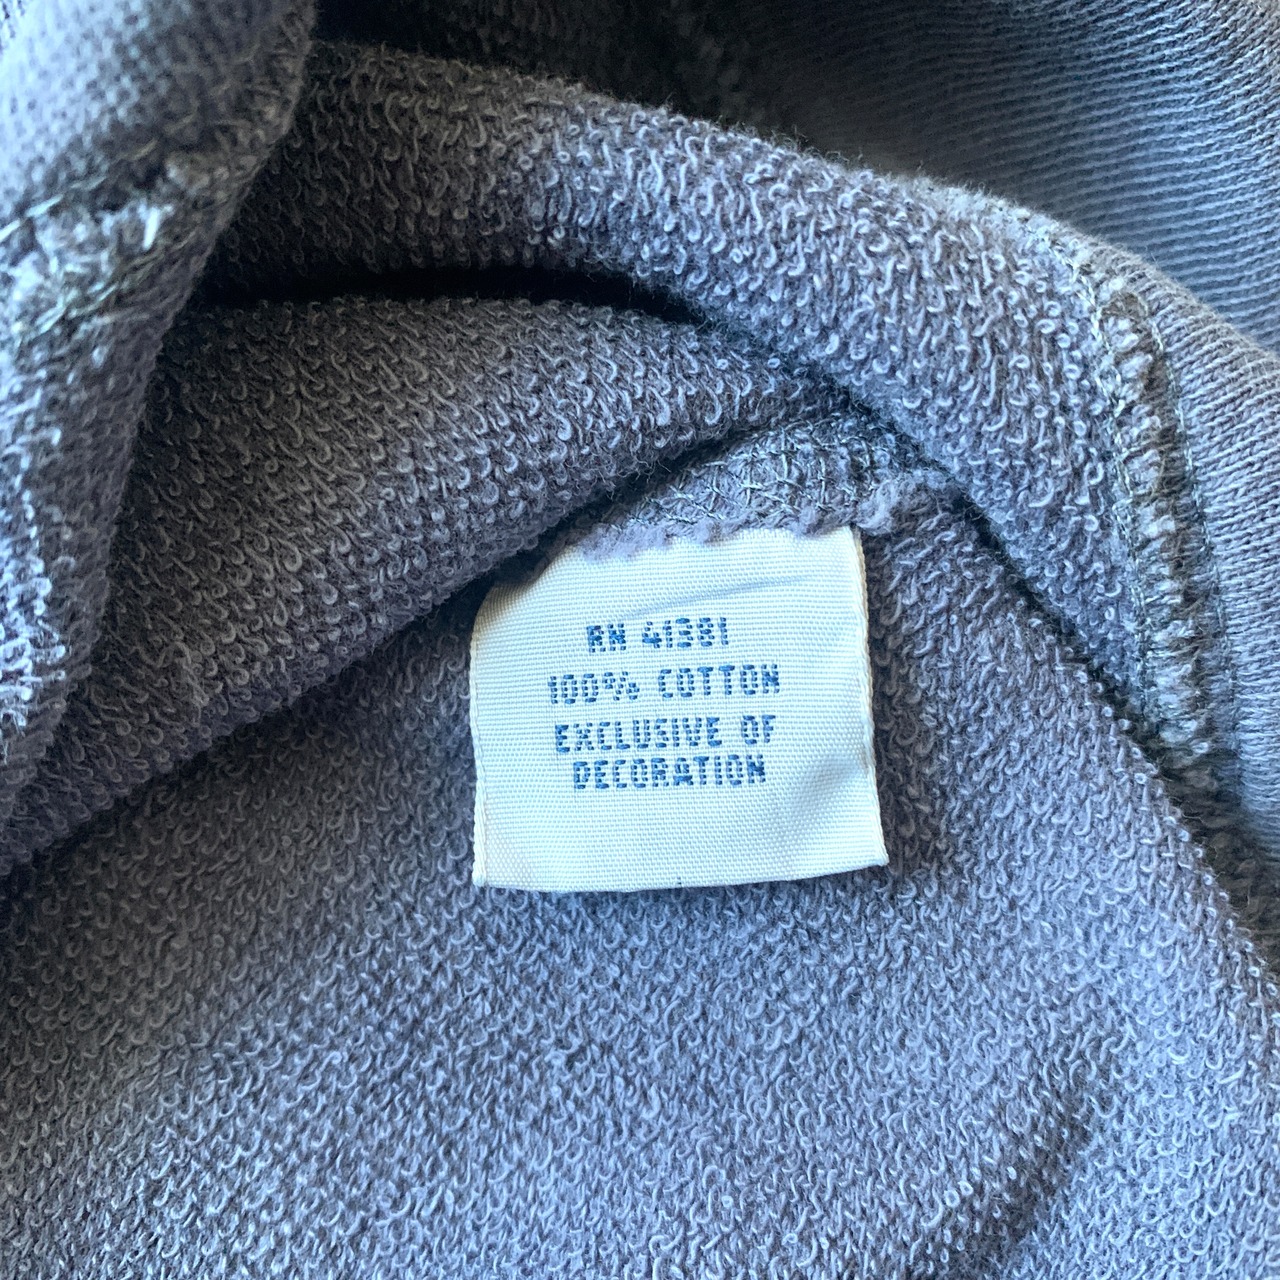 RN 41381
100% COTTON
EXCLUSIVE OF
DECORATION